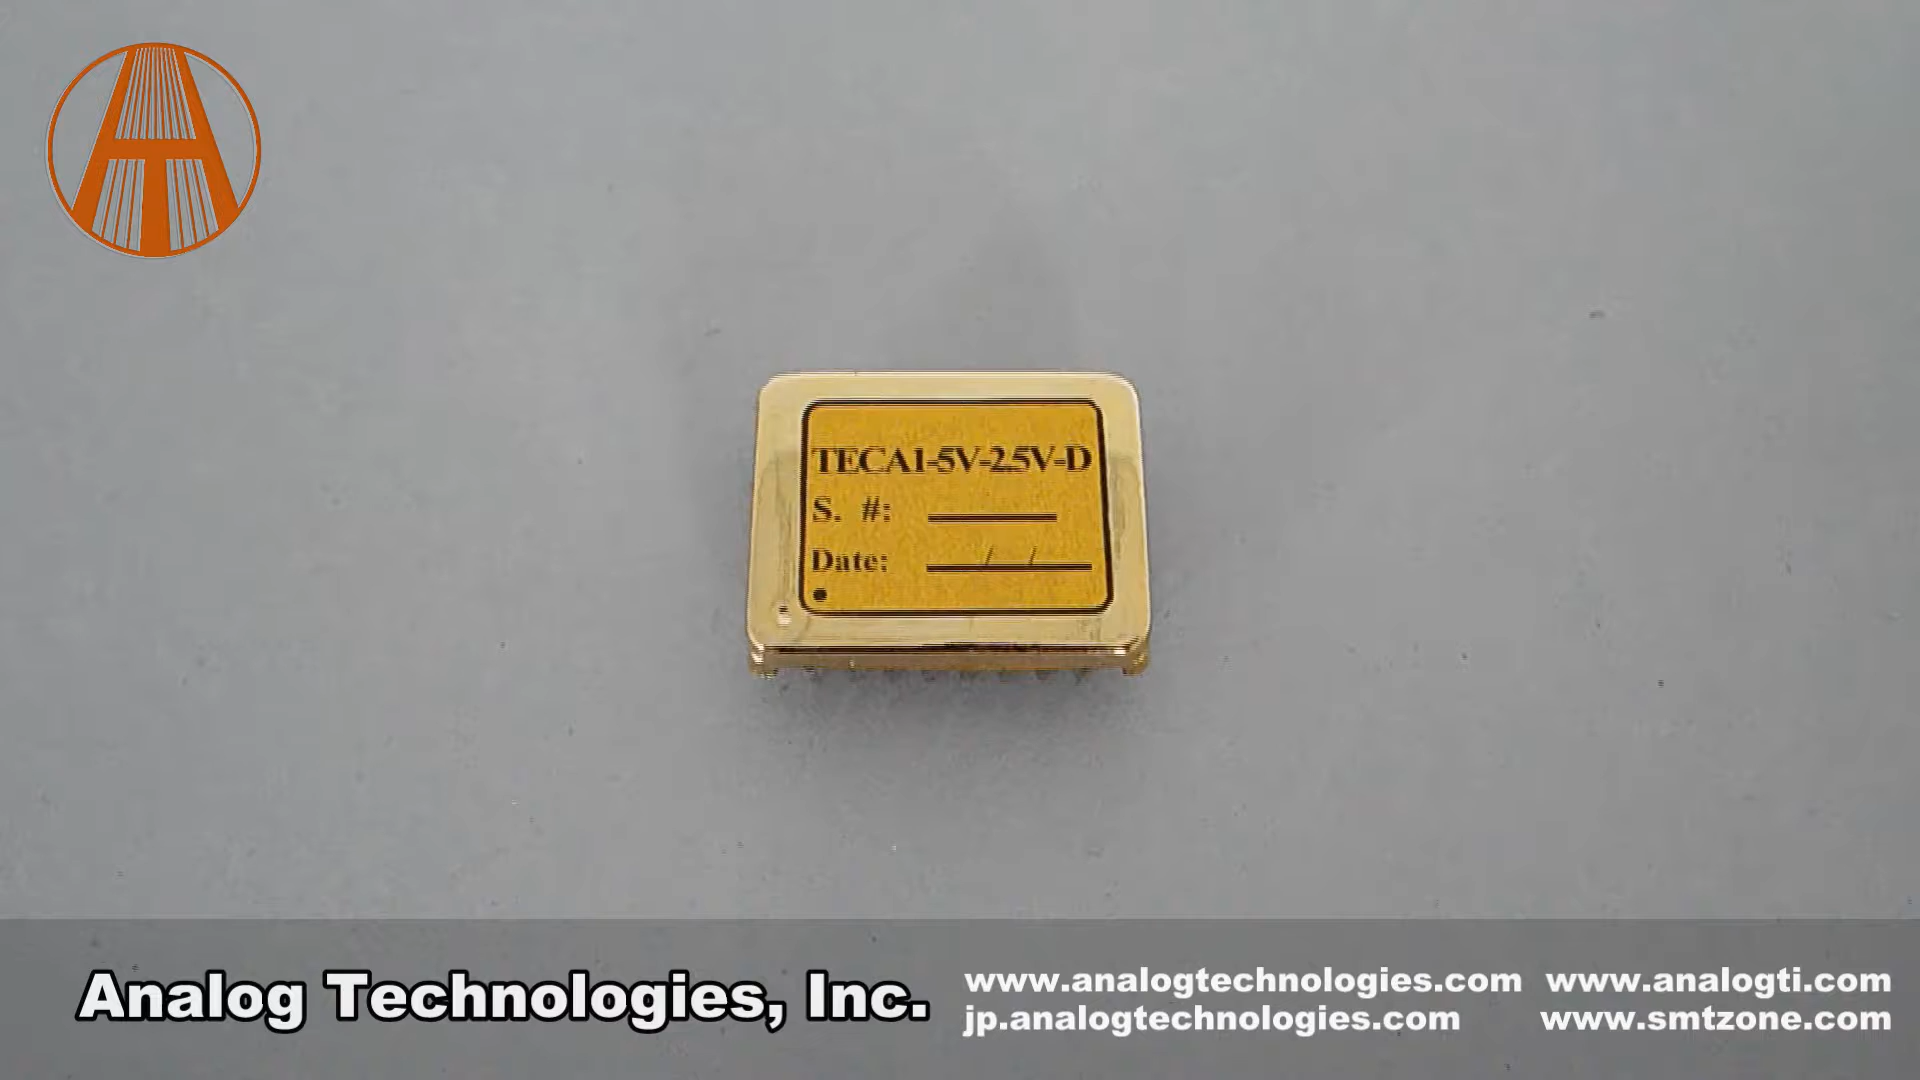 TECA1-5V-2.5V-D
S. #:
Date: / /
Analog Technologies, Inc.
www.analogtechnologies.com www.analogti.com
jp.analogtechnologies.com www.smtzone.com